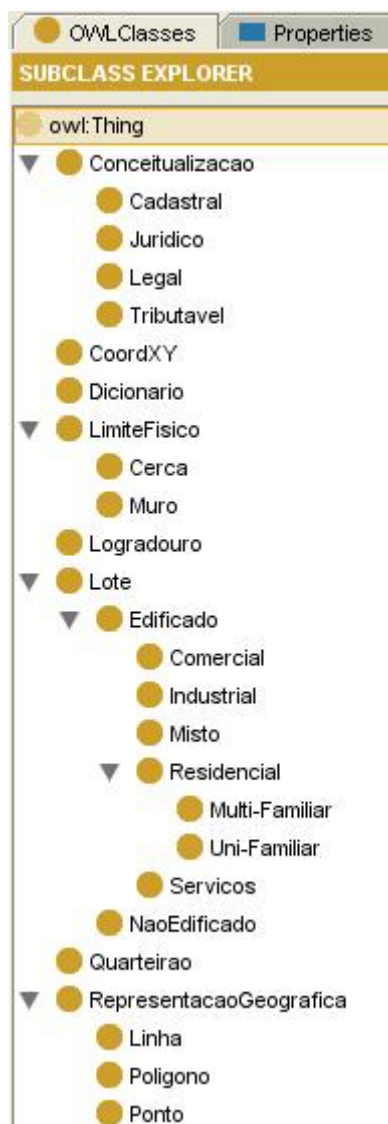 OWLClasses Properties
SUBCLASS EXPLORER
owl:Thing
Conceitualizacao
Cadastral
Juridico
Legal
Tributavel
CoordXY
Dicionario
LimiteFisico
Cerca
Muro
Logradouro
Lote
Edificado
Comercial
Industrial
Misto
Residencial
Multi-Familiar
Uni-Familiar
Servicos
NaoEdificado
Quarteirao
RepresentacaoGeografica
Linha
Poligono
Ponto